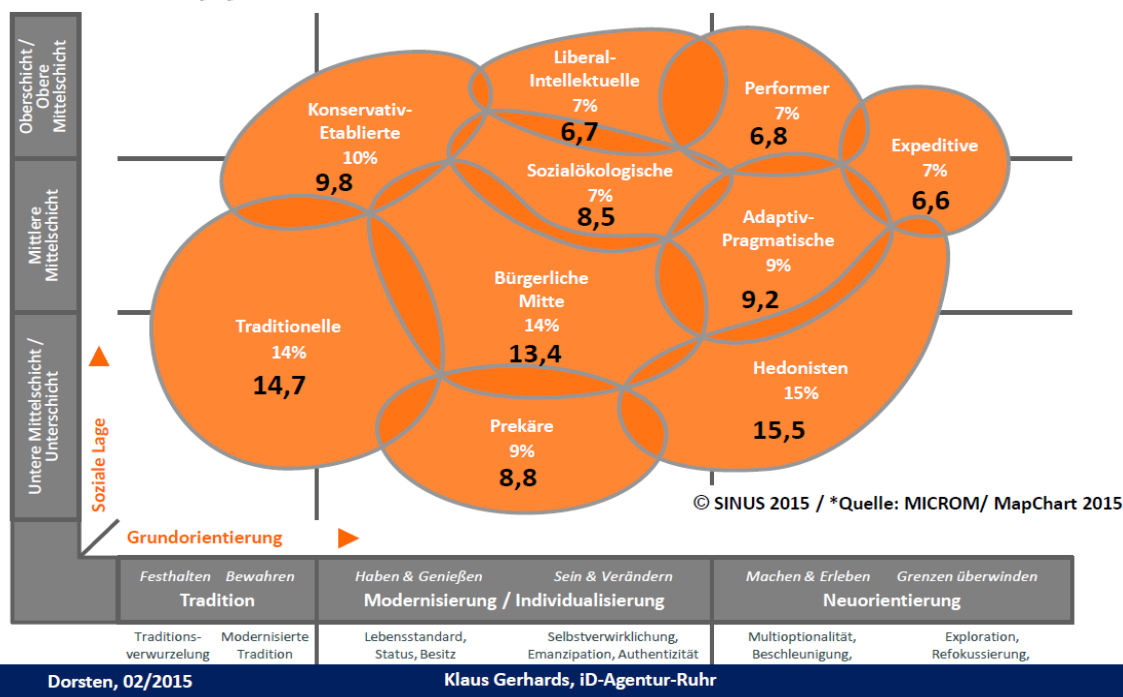 Oberschicht /
Obere
Mittelschicht
Mittlere
Mittelschicht
Untere Mittelshicht /
Unterschicht
Soziale Lage
Konservativ-
Etablierte
10%
9,8
Liberal-
Intellektuelle
7%
6,7
Performer
7%
6,8
Expeditive
7%
6,6
Sozialökologische
7%
8,5
Adaptiv-
Pragmatische
9%
9,2
Traditionelle
14%
14,7
Bürgerliche
Mitte
14%
13,4
Hedonisten
15%
15,5
Prekäre
9%
8,8
© SINUS 2015 / *Quelle: MICROM/ MapChart 2015
Grundorientierung
Festhalten Bewahren
Tradition
Haben & Genießen Sein & Verändern
Modernisierung / Individualisierung
Machen & Erleben Grenzen überwinden
Neuorientierung
Traditions-
verwurzelung
Modernisierte
Tradition
Lebensstandard,
Status, Besitz
Selbstverwirklichung,
Emanzipation, Authentizität
Multioptionalität,
Beschleunigung,
Exploration,
Refokussierung,
Dorsten, 02/2015 Klaus Gerhards, iD-Agentur-Ruhr